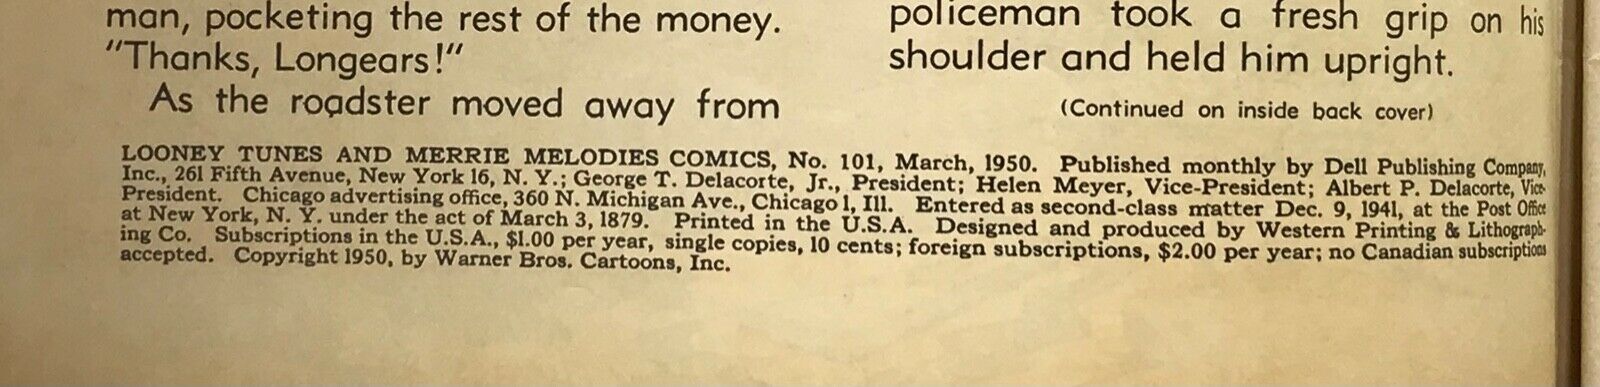 man, pocketing the rest of the money.
"Thanks, Longears!"
As the roadster moved away from
policeman took a fresh grip on his
shoulder and held him upright.
(Continued on inside back cover)
LOONEY TUNES AND MERRIE MELODIES COMICS, No. 101, March, 1950. Published monthly by Dell Publishing Company,
Inc., 261 Fifth Avenue, New York 16, N. Y.; George T. Delacorte, Jr., President; Helen Meyer, Vice-President; Albert P. Delacorte, Vice-
President. Chicago advertising office, 360 N. Michigan Ave., Chicago 1, Ill. Entered as second-class matter Dec. 9, 1941, at the Post Office
at New York, N. Y. under the act of March 3, 1879. Printed in the U.S.A. Designed and produced by Western Printing & Lithograph-
ing Co. Subscriptions in the U.S.A., $1.00 per year, single copies, 10 cents; foreign subscriptions, $2.00 per year; no Canadian subscriptions
accepted. Copyright 1950, by Warner Bros. Cartoons, Inc.